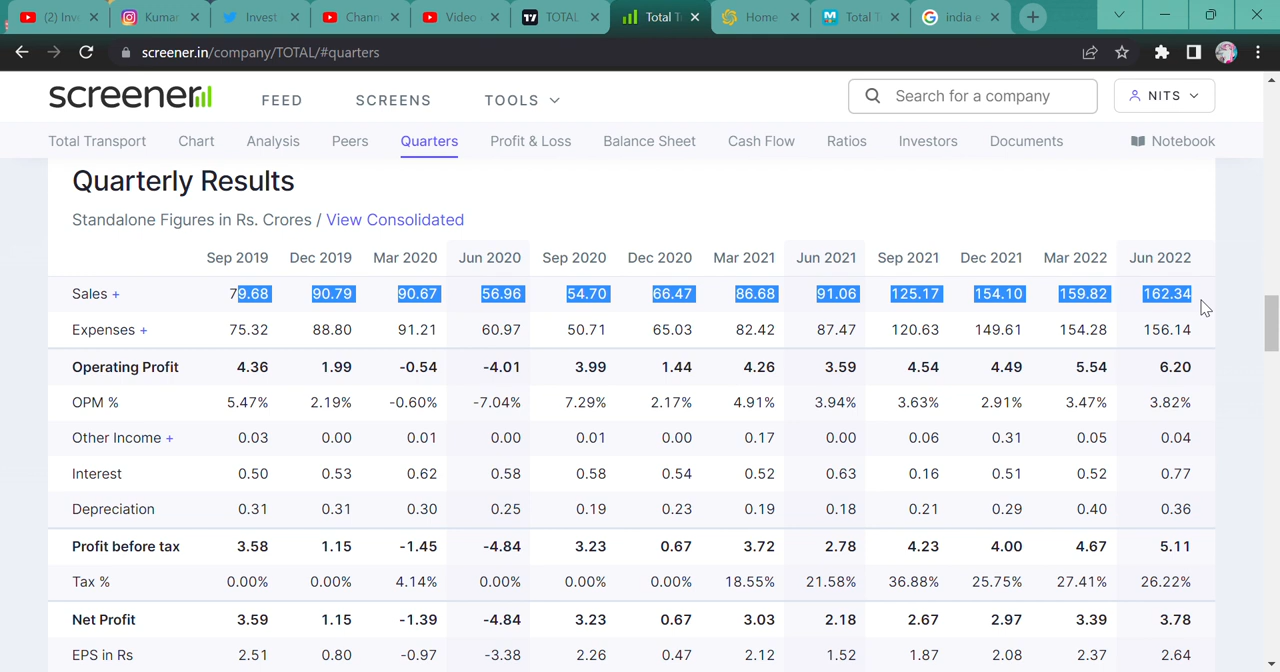 (2) Inv
Kumar
Invest
Chann
Video
TOTAL
Total T
Home
Total T
india e
screener.in/company/TOTAL/#quarters
screener FEED SCREENS TOOLS Search for a company NITS
Total Transport Chart Analysis Peers Quarters Profit & Loss Balance Sheet Cash Flow Ratios Investors Documents Notebook
Quarterly Results
Standalone Figures in Rs. Crores / View Consolidated
Sep 2019 Dec 2019 Mar 2020 Jun 2020 Sep 2020 Dec 2020 Mar 2021 Jun 2021 Sep 2021 Dec 2021 Mar 2022 Jun 2022
Sales + 79.68 90.79 90.67 56.96 54.70 66.47 86.68 91.06 125.17 154.10 159.82 162.34
Expenses + 75.32 88.80 91.21 60.97 50.71 65.03 82.42 87.47 120.63 149.61 154.28 156.14
Operating Profit 4.36 1.99 -0.54 -4.01 3.99 1.44 4.26 3.59 4.54 4.49 5.54 6.20
OPM % 5.47% 2.19% -0.60% -7.04% 7.29% 2.17% 4.91% 3.94% 3.63% 2.91% 3.47% 3.82%
Other Income + 0.03 0.00 0.01 0.00 0.01 0.00 0.17 0.00 0.06 0.31 0.05 0.04
Interest 0.50 0.53 0.62 0.58 0.58 0.54 0.52 0.63 0.16 0.51 0.52 0.77
Depreciation 0.31 0.31 0.30 0.25 0.19 0.23 0.19 0.18 0.21 0.29 0.40 0.36
Profit before tax 3.58 1.15 -1.45 -4.84 3.23 0.67 3.72 2.78 4.23 4.00 4.67 5.11
Tax % 0.00% 0.00% 4.14% 0.00% 0.00% 0.00% 18.55% 21.58% 36.88% 25.75% 27.41% 26.22%
Net Profit 3.59 1.15 -1.39 -4.84 3.23 0.67 3.03 2.18 2.67 2.97 3.39 3.78
EPS in Rs 2.51 0.80 -0.97 -3.38 2.26 0.47 2.12 1.52 1.87 2.08 2.37 2.64